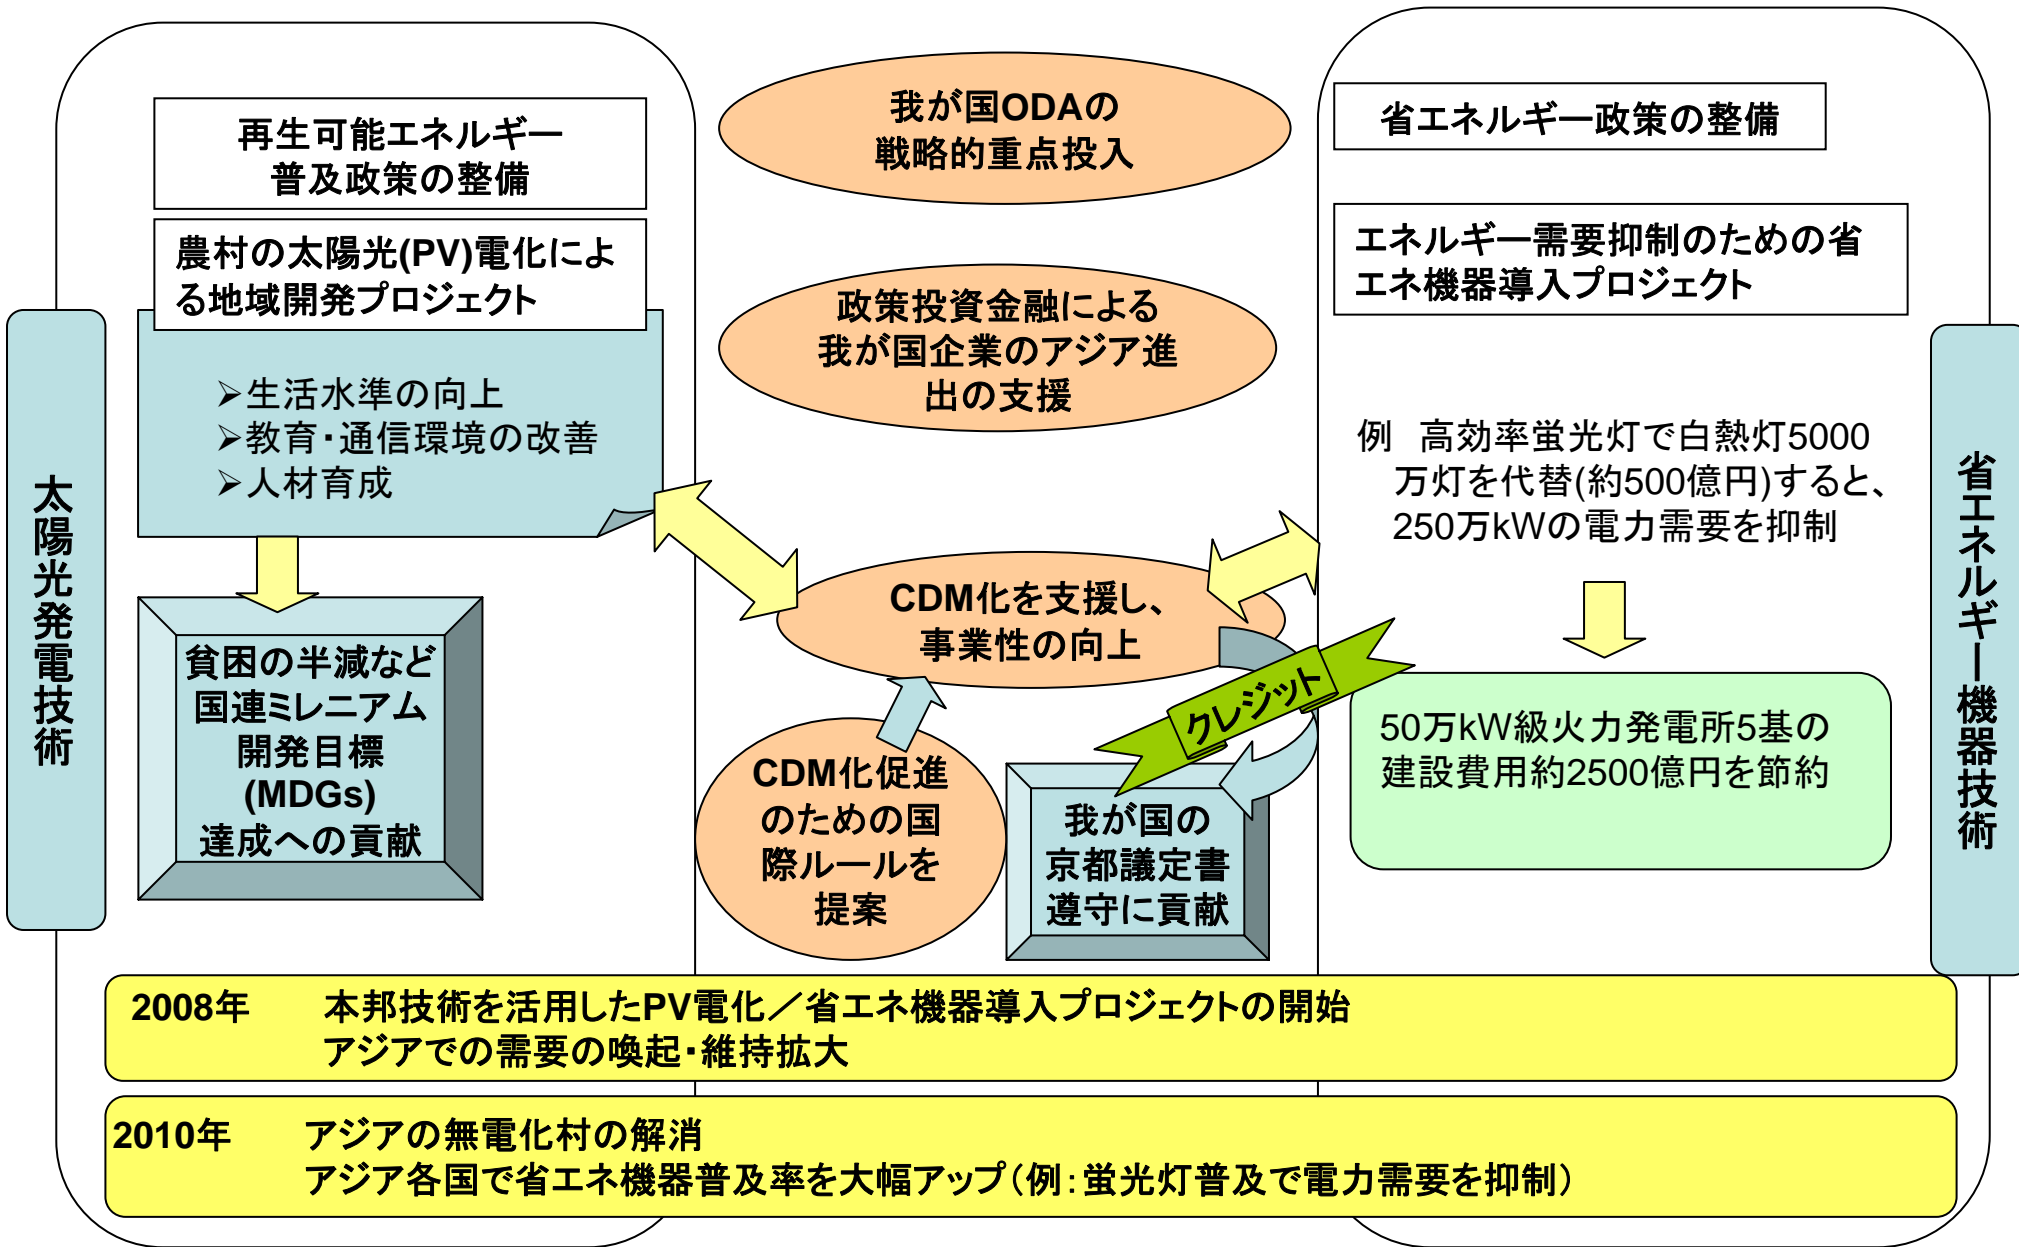 太陽光発電技術
再生可能エネルギー
普及政策の整備
農村の太陽光(PV)電化によ
る地域開発プロジェクト
➢生活水準の向上
➢教育・通信環境の改善
➢人材育成
貧困の半減など
国連ミレニアム
開発目標
(MDGs)
達成への貢献
我が国ODAの
戦略的重点投入
政策投資金融による
我が国企業のアジア進
出の支援
CDM化を支援し、
事業性の向上
クレジット
CDM化促進
のための国
際ルールを
提案
我が国の
京都議定書
遵守に貢献
省エネルギー政策の整備
エネルギー需要抑制のための省
エネ機器導入プロジェクト
例　高効率蛍光灯で白熱灯5000
万灯を代替(約500億円)すると、
250万kWの電力需要を抑制
50万kW級火力発電所5基の
建設費用約2500億円を節約
省エネルギー機器技術
2008年　本邦技術を活用したPV電化／省エネ機器導入プロジェクトの開始
アジアでの需要の喚起・維持拡大
2010年　アジアの無電化村の解消
アジア各国で省エネ機器普及率を大幅アップ（例：蛍光灯普及で電力需要を抑制）